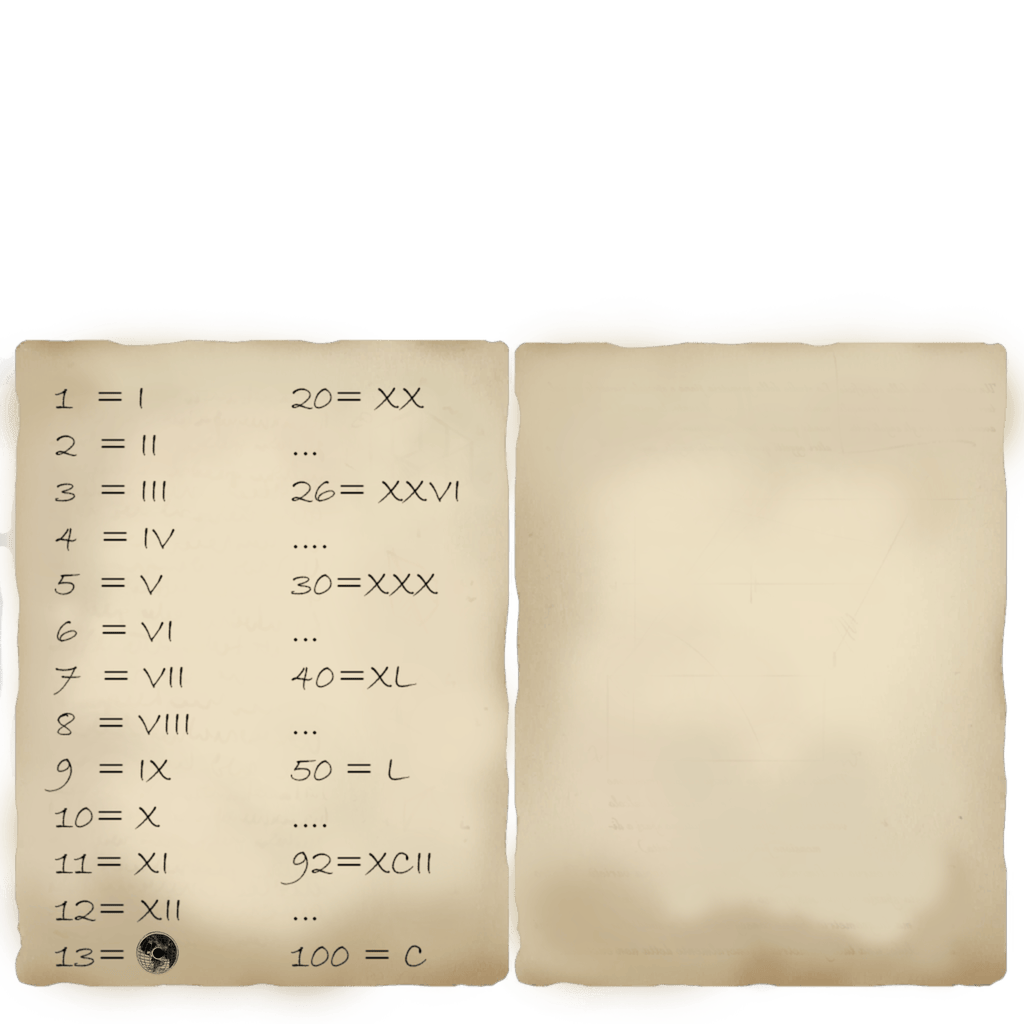 1 = I
2 = II
3 = III
4 = IV
5 = V
6 = VI
7 = VII
8 = VIII
9 = IX
10= X
11= XI
12= XII
13=
20= XX
...
26= XXVI
....
30=XXX
...
40=XL
...
50 = L
....
92=XCII
...
100 = C